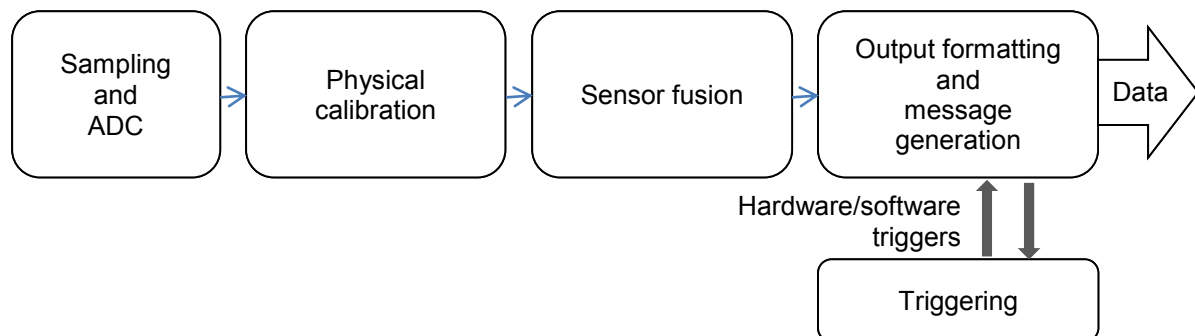 Sampling
and
ADC
Physical
calibration
Sensor fusion
Output formatting
and
message
generation
Data
Hardware/software
triggers
Triggering